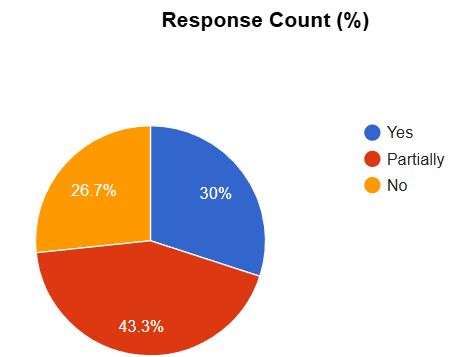 Response Count (%)
Yes
Partially
No
26.7%
30%
43.3%